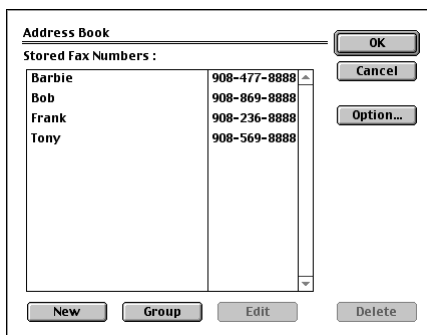 Address Book
OK
Stored Fax Numbers :
Cancel
Barbie 908-477-8888
Bob 908-869-8888
Frank 908-236-8888
Option...
Tony 908-569-8888
New Group Edit Delete